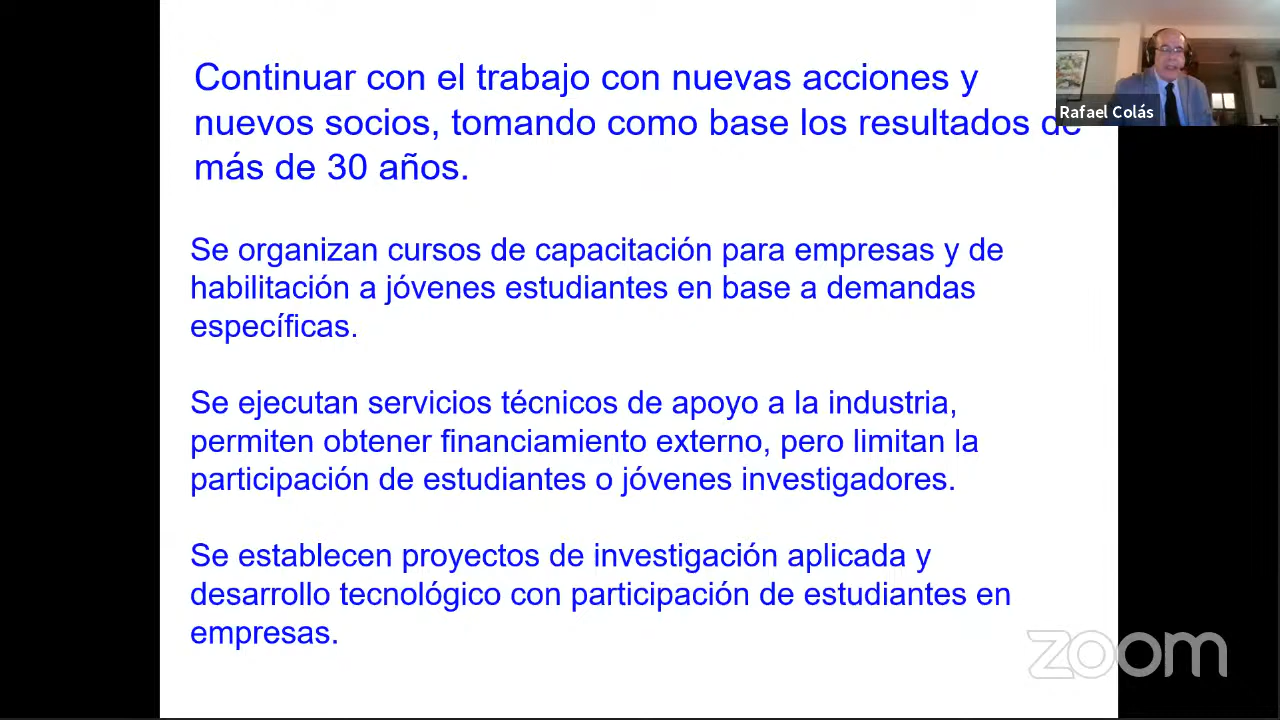 Continuar con el trabajo con nuevas acciones y
nuevos socios, tomando como base los resultados de
más de 30 años.
Se organizan cursos de capacitación para empresas y de
habilitación a jóvenes estudiantes en base a demandas
específicas.
Se ejecutan servicios técnicos de apoyo a la industria,
permiten obtener financiamiento externo, pero limitan la
participación de estudiantes o jóvenes investigadores.
Se establecen proyectos de investigación aplicada y
desarrollo tecnológico con participación de estudiantes en
empresas.
Rafael Colás
zoom